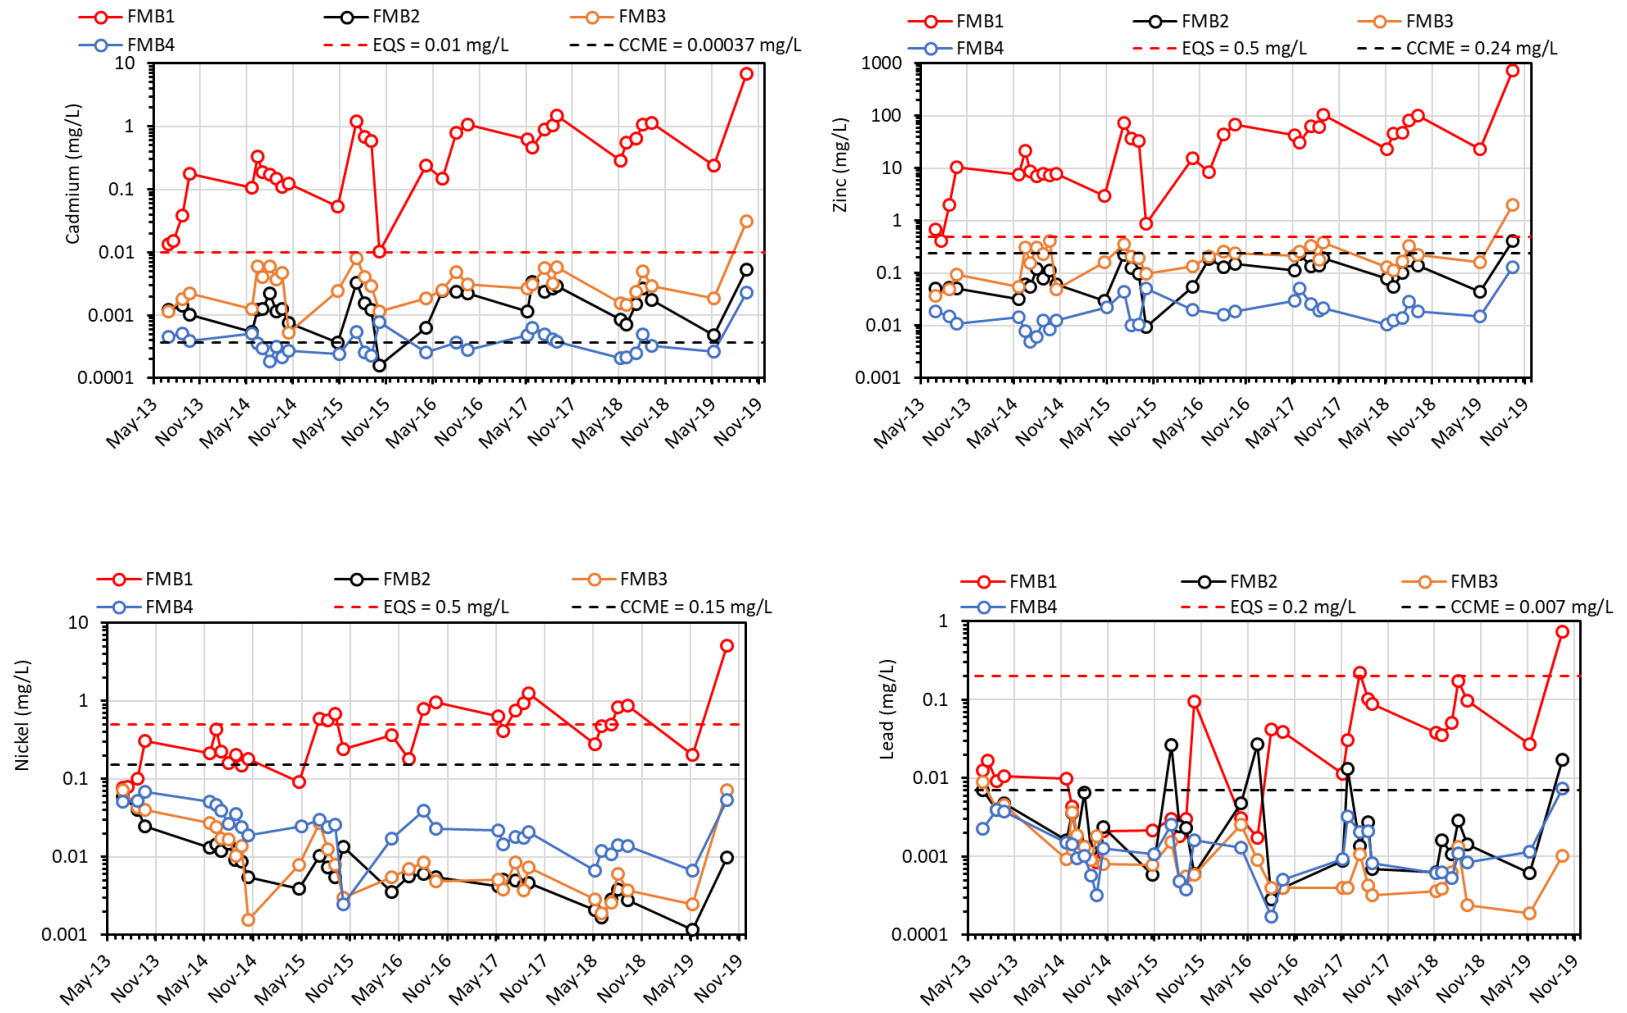 FMB1 FMB2 FMB3
FMB4 EQS = 0.01 mg/L CCME = 0.00037 mg/L
Cadmium (mg/L)
10
1
0.1
0.01
0.001
0.0001
May-13 Nov-13 May-14 Nov-14 May-15 Nov-15 May-16 Nov-16 May-17 Nov-17 May-18 Nov-18 May-19 Nov-19
FMB1 FMB2 FMB3
FMB4 EQS = 0.5 mg/L CCME = 0.24 mg/L
Zinc (mg/L)
1000
100
10
1
0.1
0.01
0.001
May-13 Nov-13 May-14 Nov-14 May-15 Nov-15 May-16 Nov-16 May-17 Nov-17 May-18 Nov-18 May-19 Nov-19
FMB1 FMB2 FMB3
FMB4 EQS = 0.5 mg/L CCME = 0.15 mg/L
Nickel (mg/L)
10
1
0.1
0.01
0.001
May-13 Nov-13 May-14 Nov-14 May-15 Nov-15 May-16 Nov-16 May-17 Nov-17 May-18 Nov-18 May-19 Nov-19
FMB1 FMB2 FMB3
FMB4 EQS = 0.2 mg/L CCME = 0.007 mg/L
Lead (mg/L)
1
0.1
0.01
0.001
0.0001
May-13 Nov-13 May-14 Nov-14 May-15 Nov-15 May-16 Nov-16 May-17 Nov-17 May-18 Nov-18 May-19 Nov-19